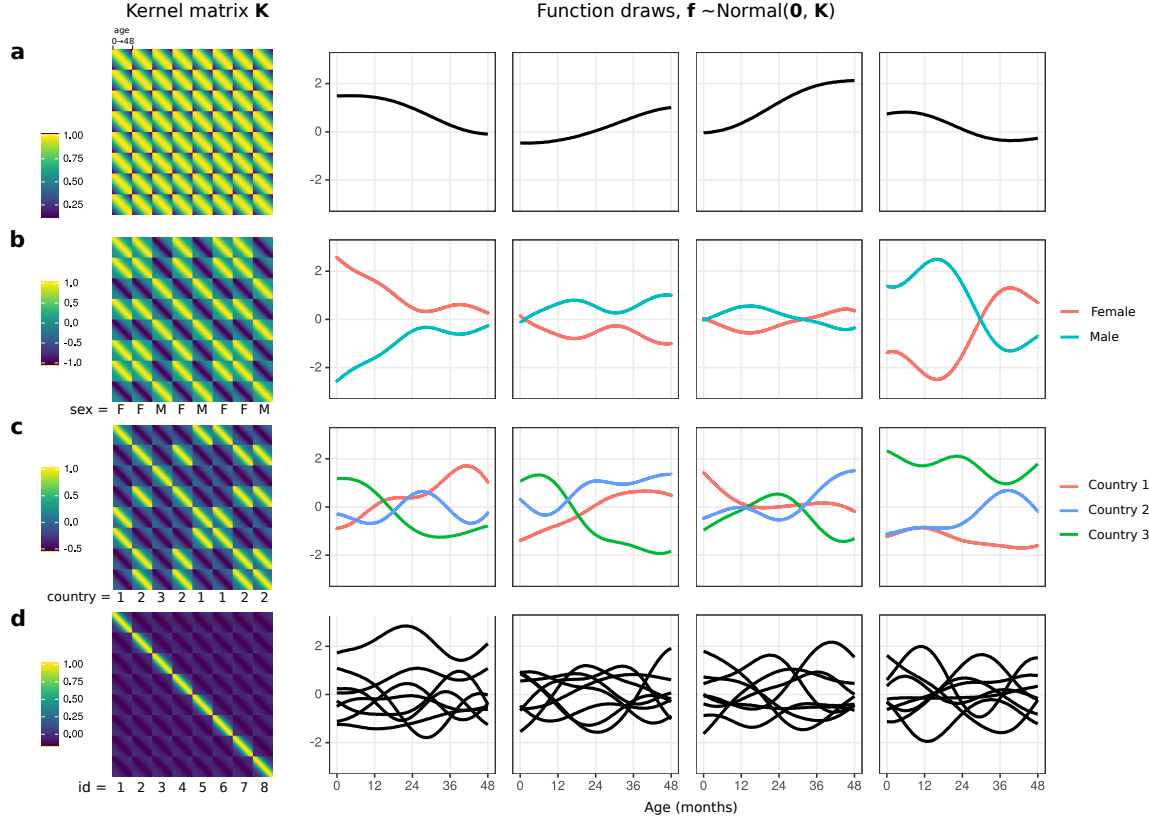 Kernel matrix K
Function draws, f ~Normal(0, K)
age
0→48
a
1.00
0.75
0.50
0.25
2
0
-2
b
1.0
0.5
0.0
-0.5
-1.0
sex = F F M F M F F M
2
0
-2
Female
Male
c
1.0
0.5
0.0
-0.5
country = 1 2 3 2 1 1 2 2
2
0
-2
Country 1
Country 2
Country 3
d
1.00
0.75
0.50
0.25
0.00
id = 1 2 3 4 5 6 7 8
2
0
-2
0 12 24 36 48 0 12 24 36 48 0 12 24 36 48 0 12 24 36 48
Age (months)